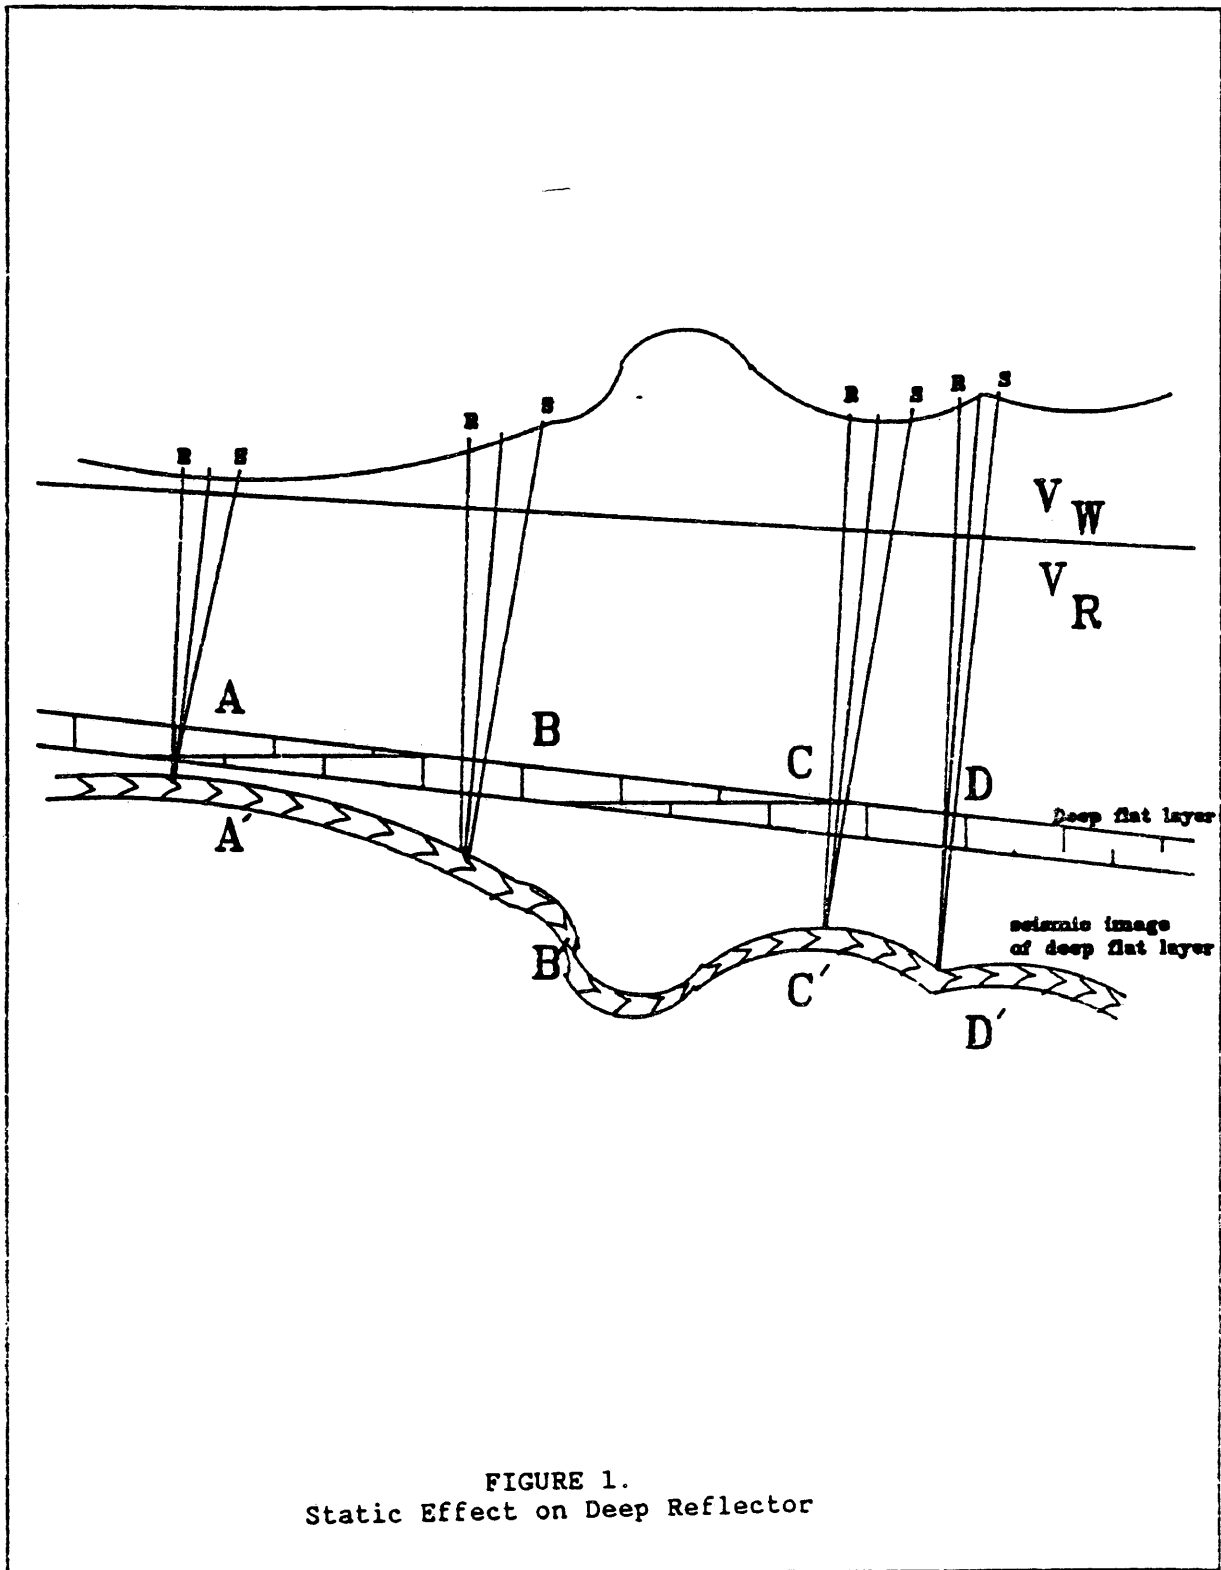 S
R
S
R
S
R
R
S
V W
V R
A
B
C
D
Deep flat layer
A′
seismic image
of deep flat layer
B′
C′
D′
FIGURE 1.
Static Effect on Deep Reflector